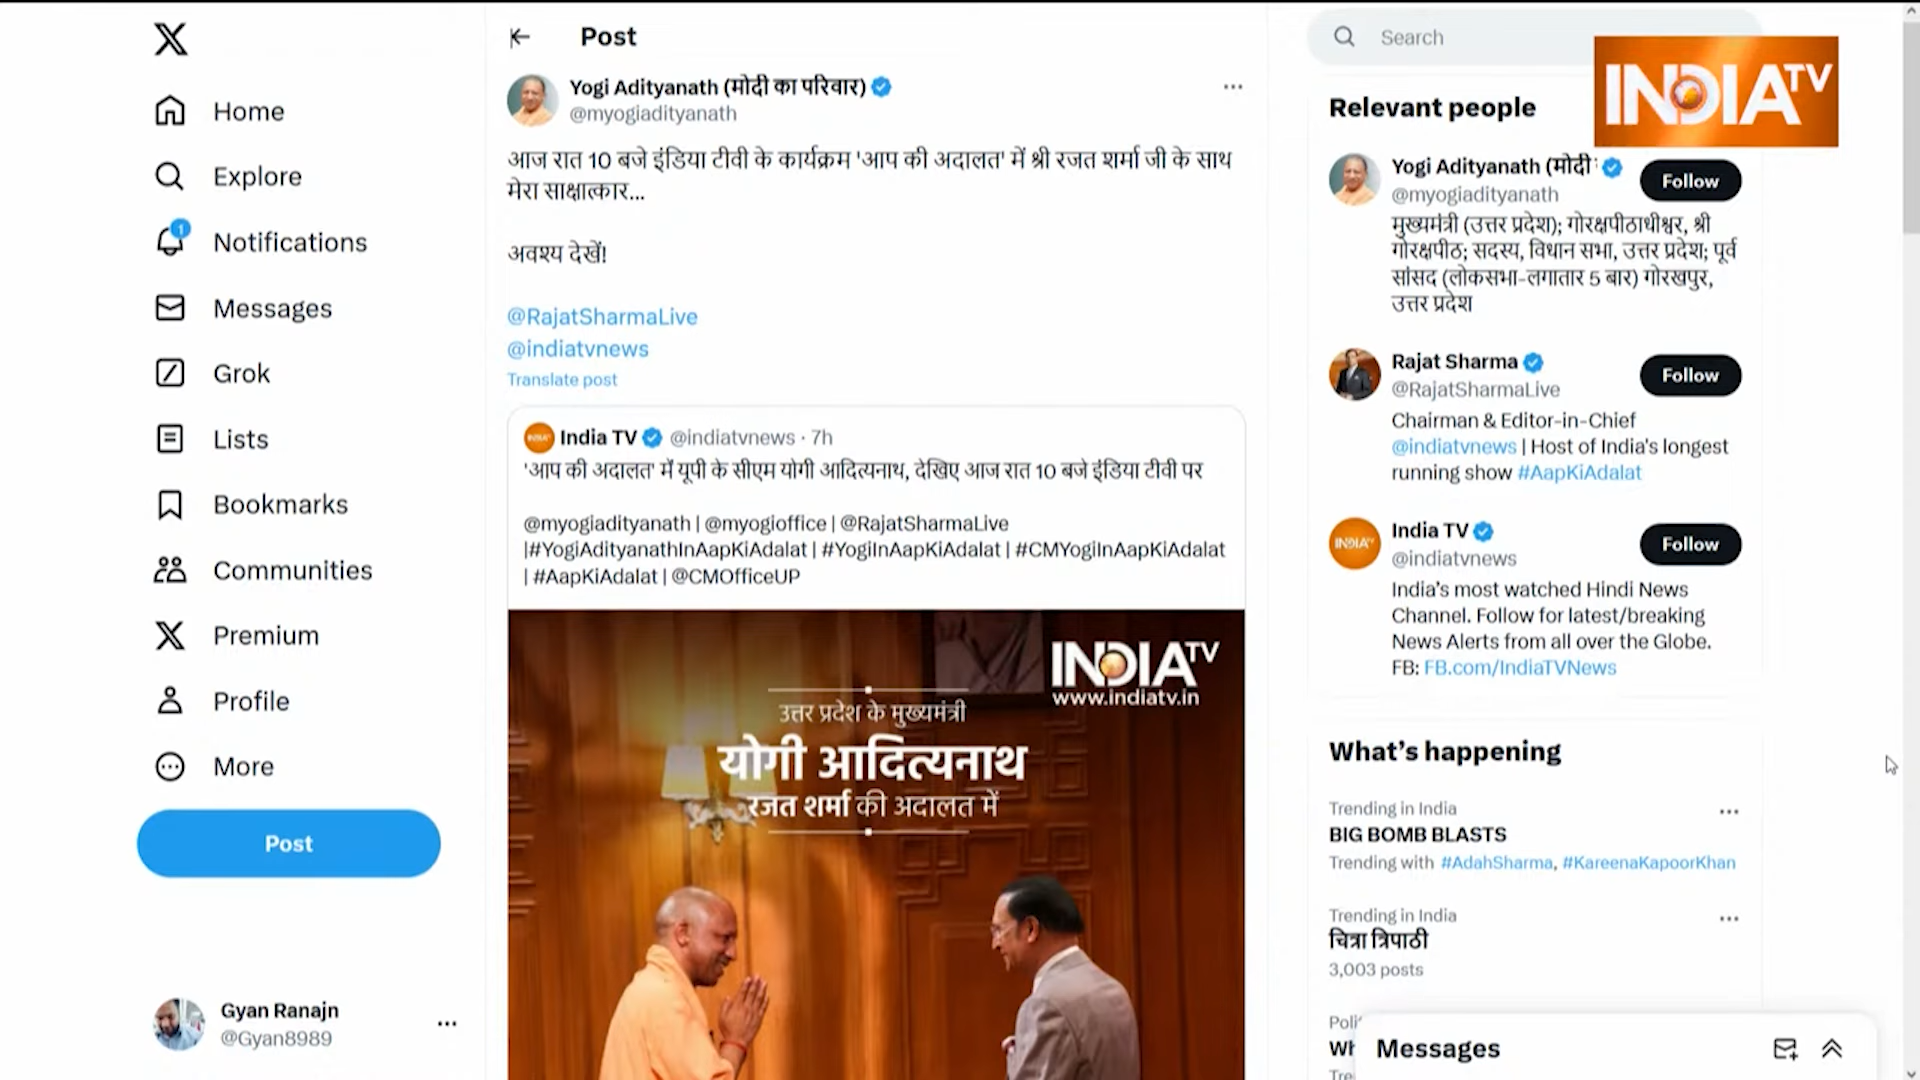 Home
Explore
1
Notifications
Messages
Grok
Lists
Bookmarks
Communities
Premium
Profile
More
Post
Gyan Ranajn
@Gyan8989
Post
Yogi Adityanath (मोदी का परिवार)
@myogiadityanath
आज रात 10 बजे इंडिया टीवी के कार्यक्रम 'आप की अदालत' में श्री रजत शर्मा जी के साथ
मेरा साक्षात्कार...
अवश्य देखें!
@RajatSharmaLive
@indiatvnews
Translate post
India TV @indiatvnews · 7h
'आप की अदालत' में यूपी के सीएम योगी आदित्यनाथ, देखिए आज रात 10 बजे इंडिया टीवी पर
@myogiadityanath | @myogioffice | @RajatSharmaLive
|#YogiAdityanathInAapKiAdalat | #YogiInAapKiAdalat | #CMYogiInAapKiAdalat
| #AapKiAdalat | @CMOfficeUP
INDIA TV
www.indiatv.in
उत्तर प्रदेश के मुख्यमंत्री
योगी आदित्यनाथ
रजत शर्मा की अदालत में
Search
INDIA TV
Relevant people
Yogi Adityanath (मोदी
@myogiadityanath
Follow
मुख्यमंत्री (उत्तर प्रदेश); गोरक्षपीठाधीश्वर, श्री
गोरक्षपीठ; सदस्य, विधान सभा, उत्तर प्रदेश; पूर्व
सांसद (लोकसभा-लगातार 5 बार) गोरखपुर,
उत्तर प्रदेश
Rajat Sharma
@RajatSharmaLive
Follow
Chairman & Editor-in-Chief
@indiatvnews | Host of India's longest
running show #AapKiAdalat
INDIA TV
India TV
@indiatvnews
Follow
India's most watched Hindi News
Channel. Follow for latest/breaking
News Alerts from all over the Globe.
FB: FB.com/IndiaTVNews
What's happening
Trending in India
BIG BOMB BLASTS
Trending with #AdahSharma, #KareenaKapoorKhan
Trending in India
चित्रा त्रिपाठी
3,003 posts
Messages